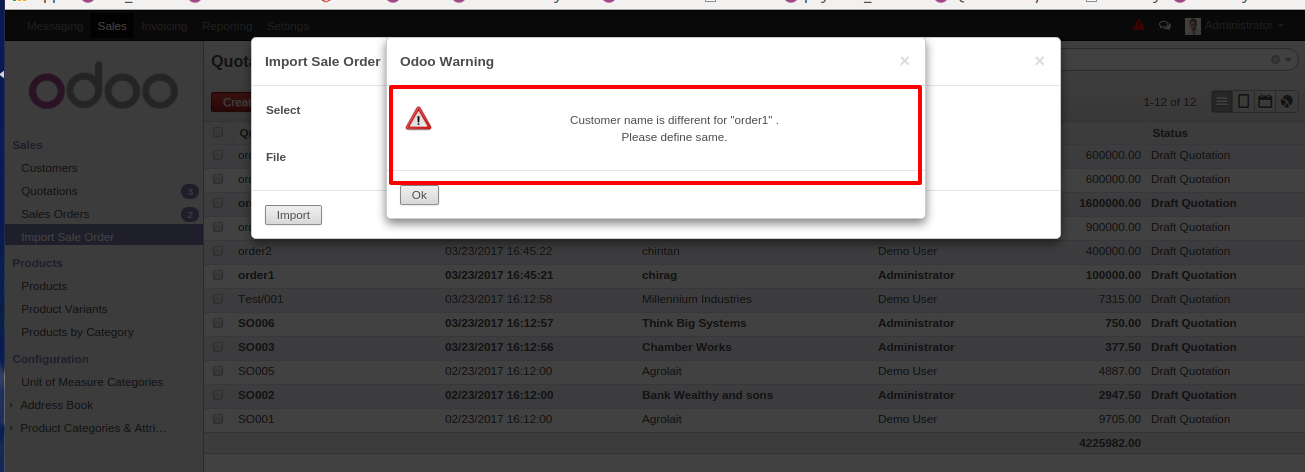 Messaging Sales Invoicing Reporting Settings Administrator
odoo
Import Sale Order
Odoo Warning
Select
Customer name is different for "order1" .
Please define same.
File
Ok
Import
1-12 of 12
Sales
Customers
Quotations 3
Sales Orders 2
Import Sale Order
Products
Products
Product Variants
Products by Category
Configuration
Unit of Measure Categories
Address Book
Product Categories & Attri...
Status
600000.00 Draft Quotation
600000.00 Draft Quotation
1600000.00 Draft Quotation
900000.00 Draft Quotation
order2 03/23/2017 16:45:22 chintan Demo User 400000.00 Draft Quotation
order1 03/23/2017 16:45:21 chirag Administrator 100000.00 Draft Quotation
Test/001 03/23/2017 16:12:58 Millennium Industries Demo User 7315.00 Draft Quotation
SO006 03/23/2017 16:12:57 Think Big Systems Administrator 750.00 Draft Quotation
SO003 03/23/2017 16:12:56 Chamber Works Administrator 377.50 Draft Quotation
SO005 02/23/2017 16:12:00 Agrolait Demo User 4887.00 Draft Quotation
SO002 02/23/2017 16:12:00 Bank Wealthy and sons Administrator 2947.50 Draft Quotation
SO001 02/23/2017 16:12:00 Agrolait Demo User 9705.00 Draft Quotation
4225982.00